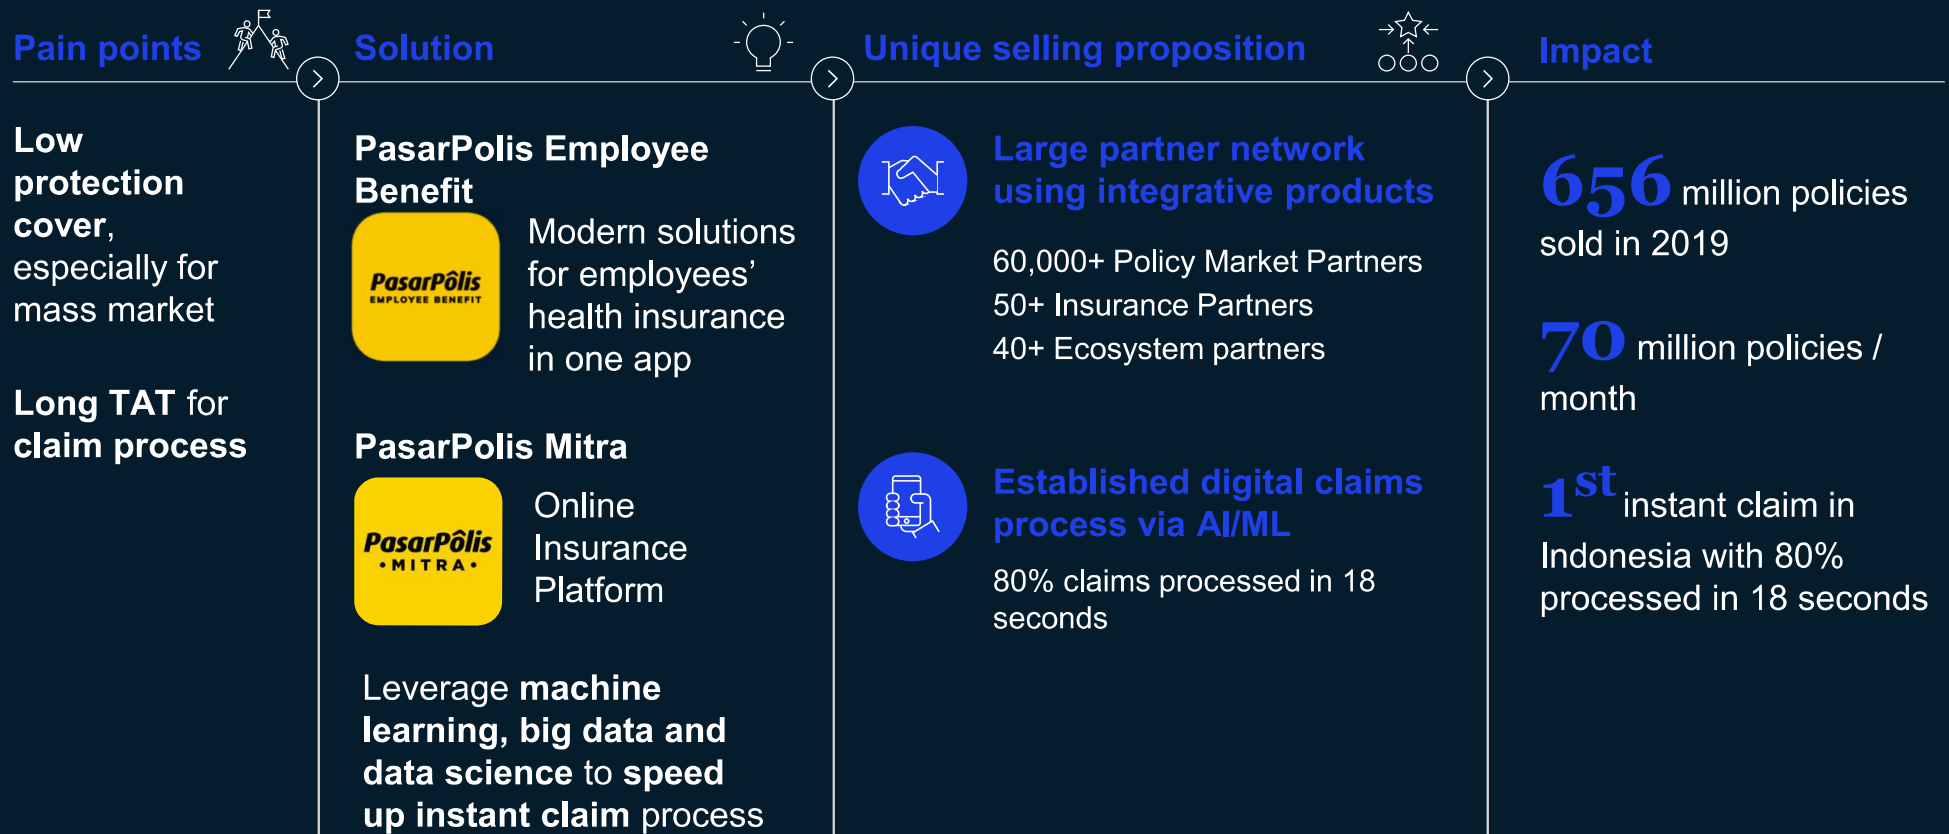 Pain points
Low
protection
cover,
especially for
mass market
Long TAT for
claim process
Solution
PasarPolis Employee
Benefit
PasarPôlis
EMPLOYEE BENEFIT
Modern solutions
for employees’
health insurance
in one app
PasarPolis Mitra
PasarPôlis
•MITRA•
Online
Insurance
Platform
Leverage machine
learning, big data and
data science to speed
up instant claim process
Unique selling proposition
Large partner network
using integrative products
60,000+ Policy Market Partners
50+ Insurance Partners
40+ Ecosystem partners
Established digital claims
process via AI/ML
80% claims processed in 18
seconds
Impact
656 million policies
sold in 2019
70 million policies /
month
1st instant claim in
Indonesia with 80%
processed in 18 seconds